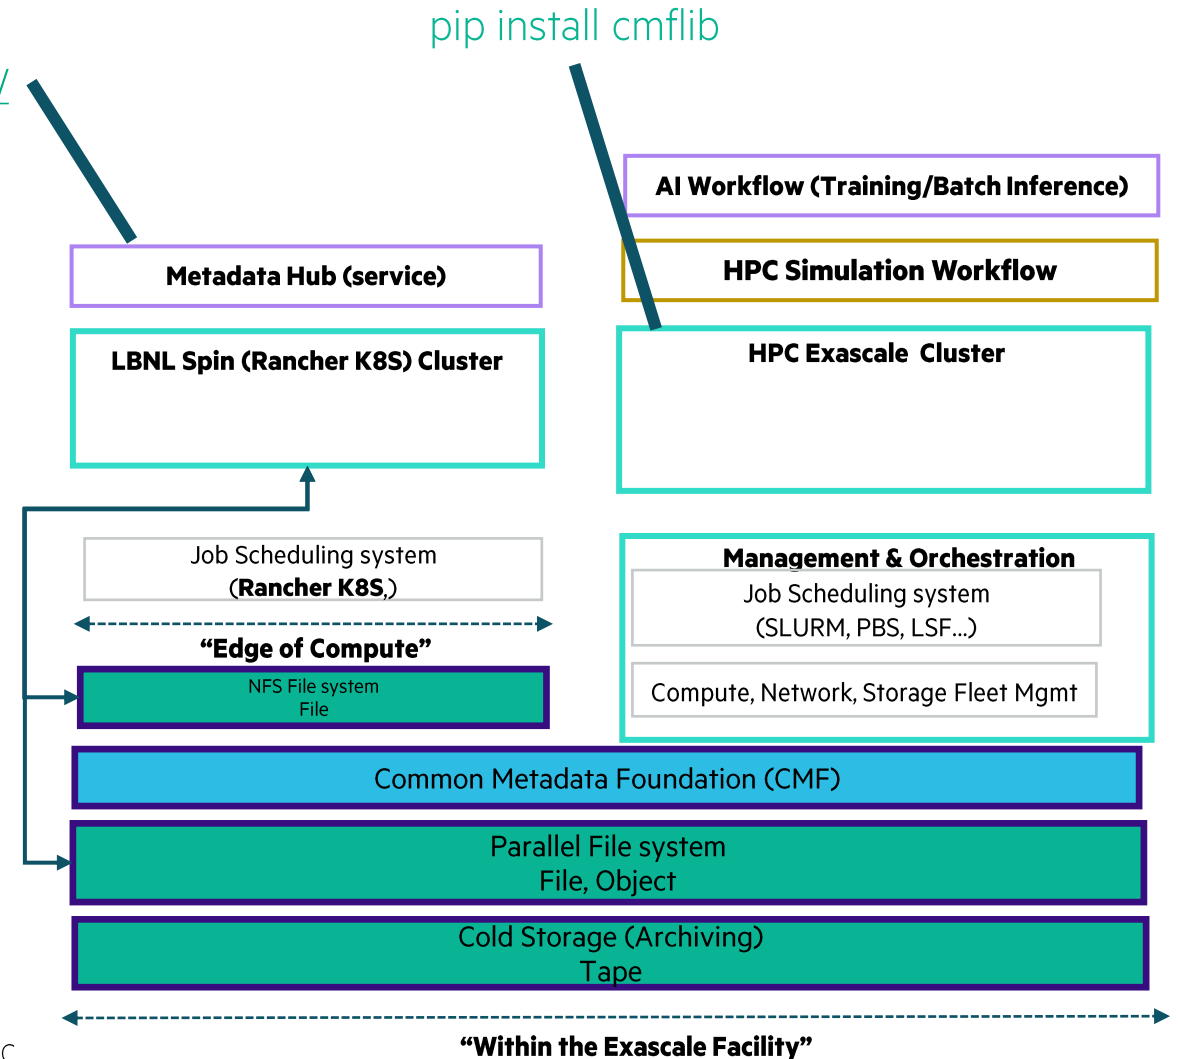 pip install cmflib
AI Workflow (Training/Batch Inference)
Metadata Hub (service)
HPC Simulation Workflow
LBNL Spin (Rancher K8S) Cluster
HPC Exascale Cluster
Job Scheduling system
(Rancher K8S,)
“Edge of Compute”
Management & Orchestration
Job Scheduling system
(SLURM, PBS, LSF...)
Compute, Network, Storage Fleet Mgmt
NFS File system
File
Common Metadata Foundation (CMF)
Parallel File system
File, Object
Cold Storage (Archiving)
Tape
“Within the Exascale Facility”